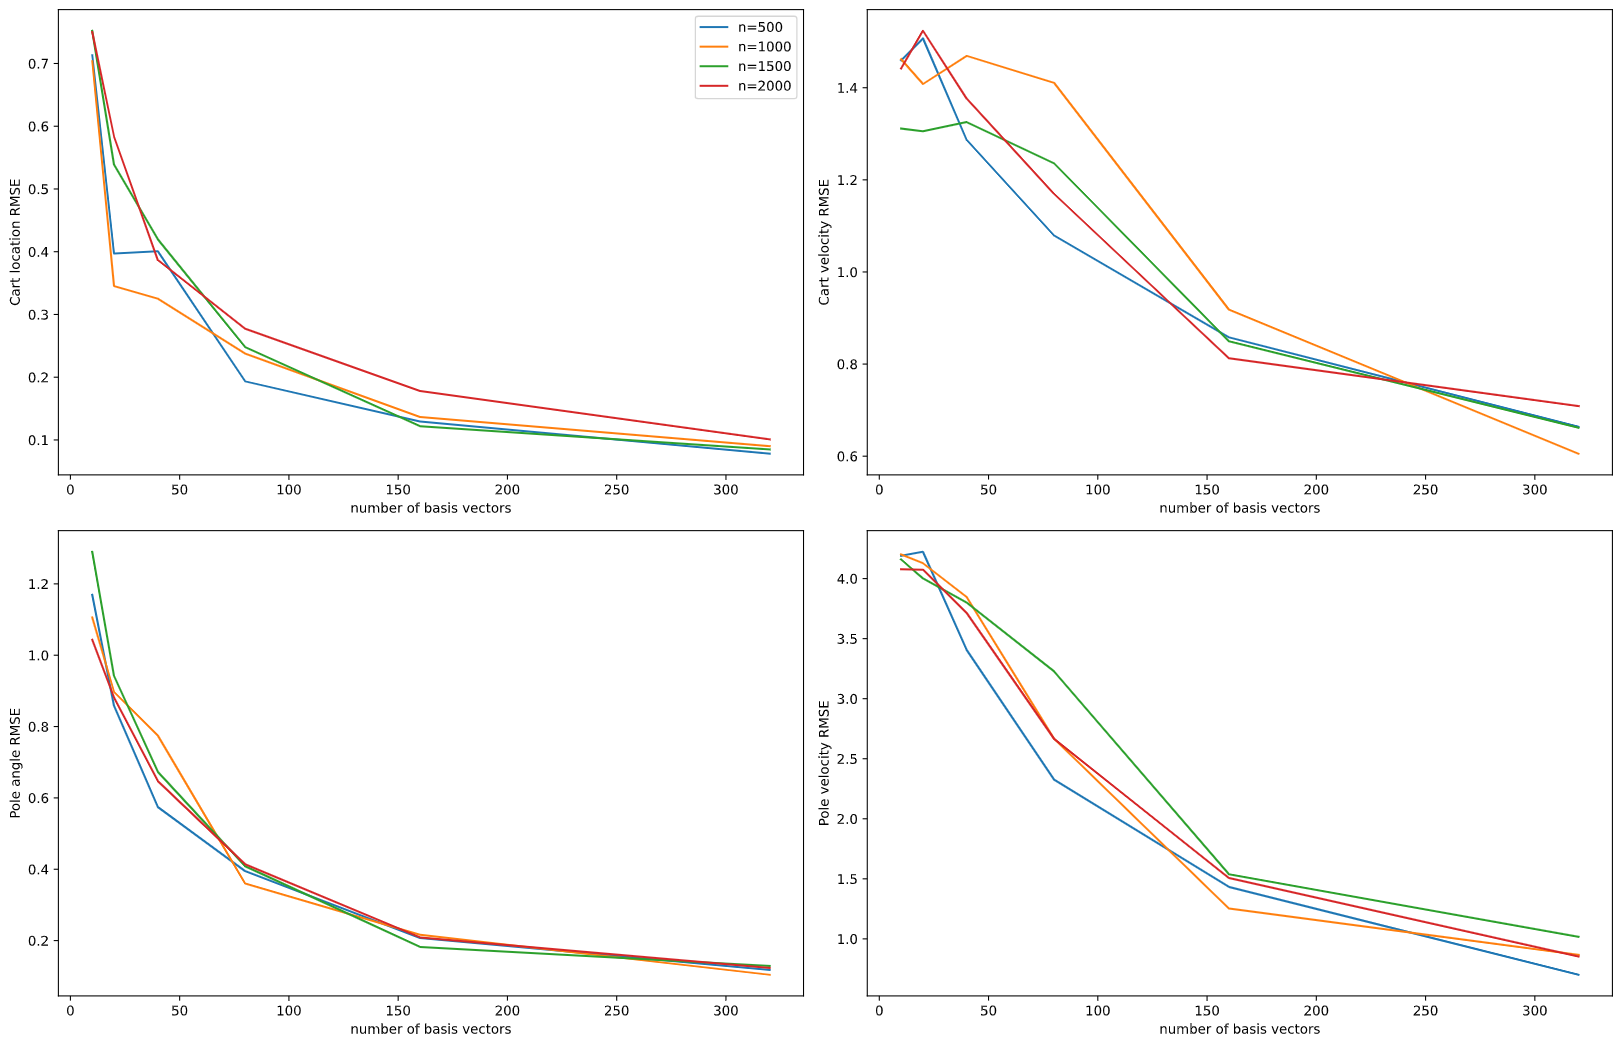 Cart location RMSE
0.7
0.6
0.5
0.4
0.3
0.2
0.1
0 50 100 150 200 250 300
number of basis vectors
n=500
n=1000
n=1500
n=2000
Cart velocity RMSE
1.4
1.2
1.0
0.8
0.6
0 50 100 150 200 250 300
number of basis vectors
Pole angle RMSE
1.2
1.0
0.8
0.6
0.4
0.2
0 50 100 150 200 250 300
number of basis vectors
Pole velocity RMSE
4.0
3.5
3.0
2.5
2.0
1.5
1.0
0 50 100 150 200 250 300
number of basis vectors